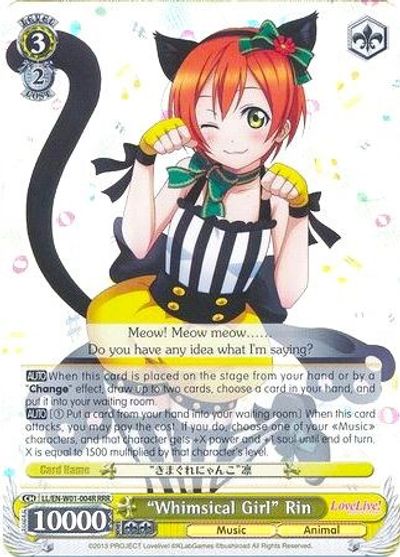 LEVEL
3
2
COST
Meow! Meow meow......
Do you have any idea what I'm saying?
AUTO When this card is placed on the stage from your hand or by a
"Change" effect, draw up to two cards, choose a card in your hand, and
put it into your waiting room.
AUTO [① Put a card from your hand into your waiting room] When this card
attacks, you may pay the cost. If you do, choose one of your «Music»
characters, and that character gets +X power and +1 soul until end of turn.
X is equal to 1500 multiplied by that character's level.
Card Name "きまぐれにゃんこ"凛
CH LL/EN-W01-004R RRR
10000 "Whimsical Girl" Rin LoveLive!
Music Animal
©2013 PROJECT Lovelive! ©KLabGames ©bushiroad All Rights Reserved.